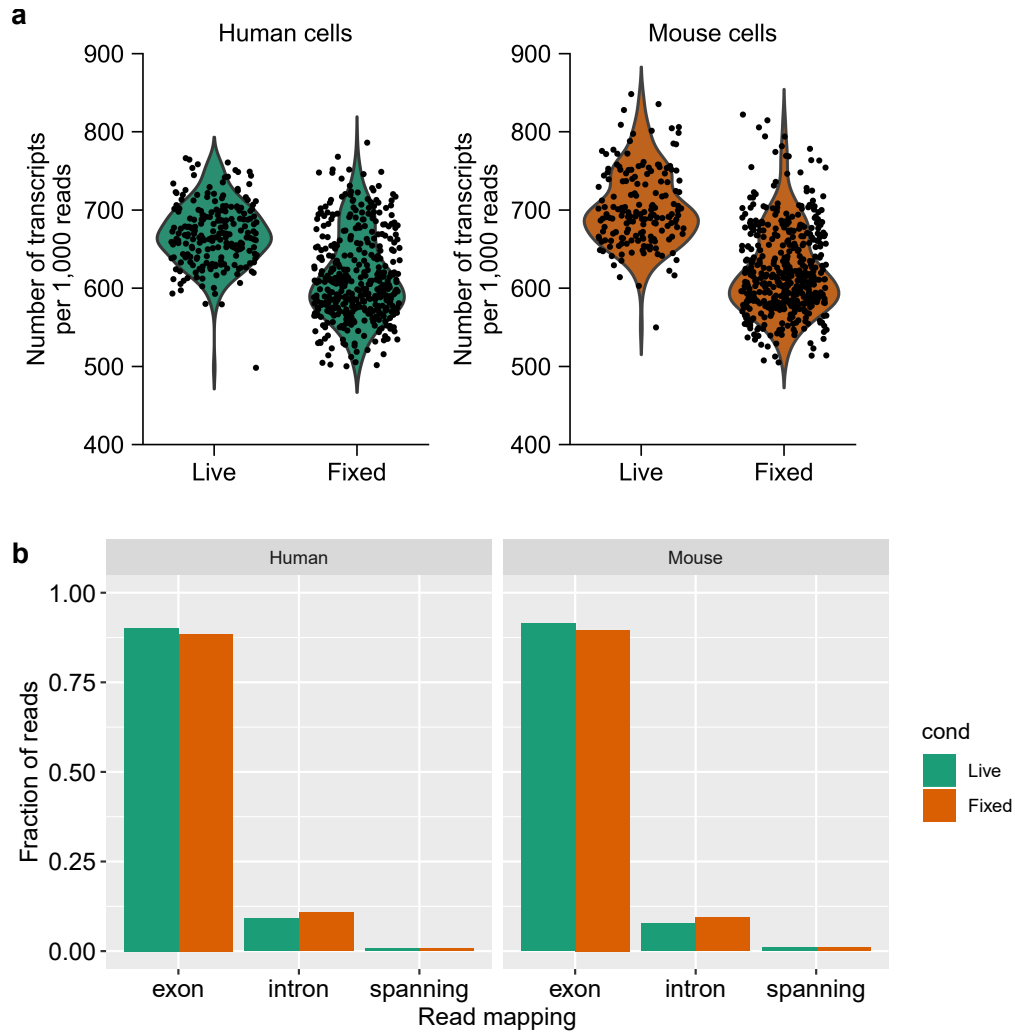 a
Human cells
Number of transcripts
per 1,000 reads
900
800
700
600
500
400
Live
Fixed
Mouse cells
Number of transcripts
per 1,000 reads
900
800
700
600
500
400
Live
Fixed
b
Human
Mouse
Fraction of reads
1.00
0.75
0.50
0.25
0.00
exon
intron
spanning
exon
intron
spanning
Read mapping
cond
Live
Fixed